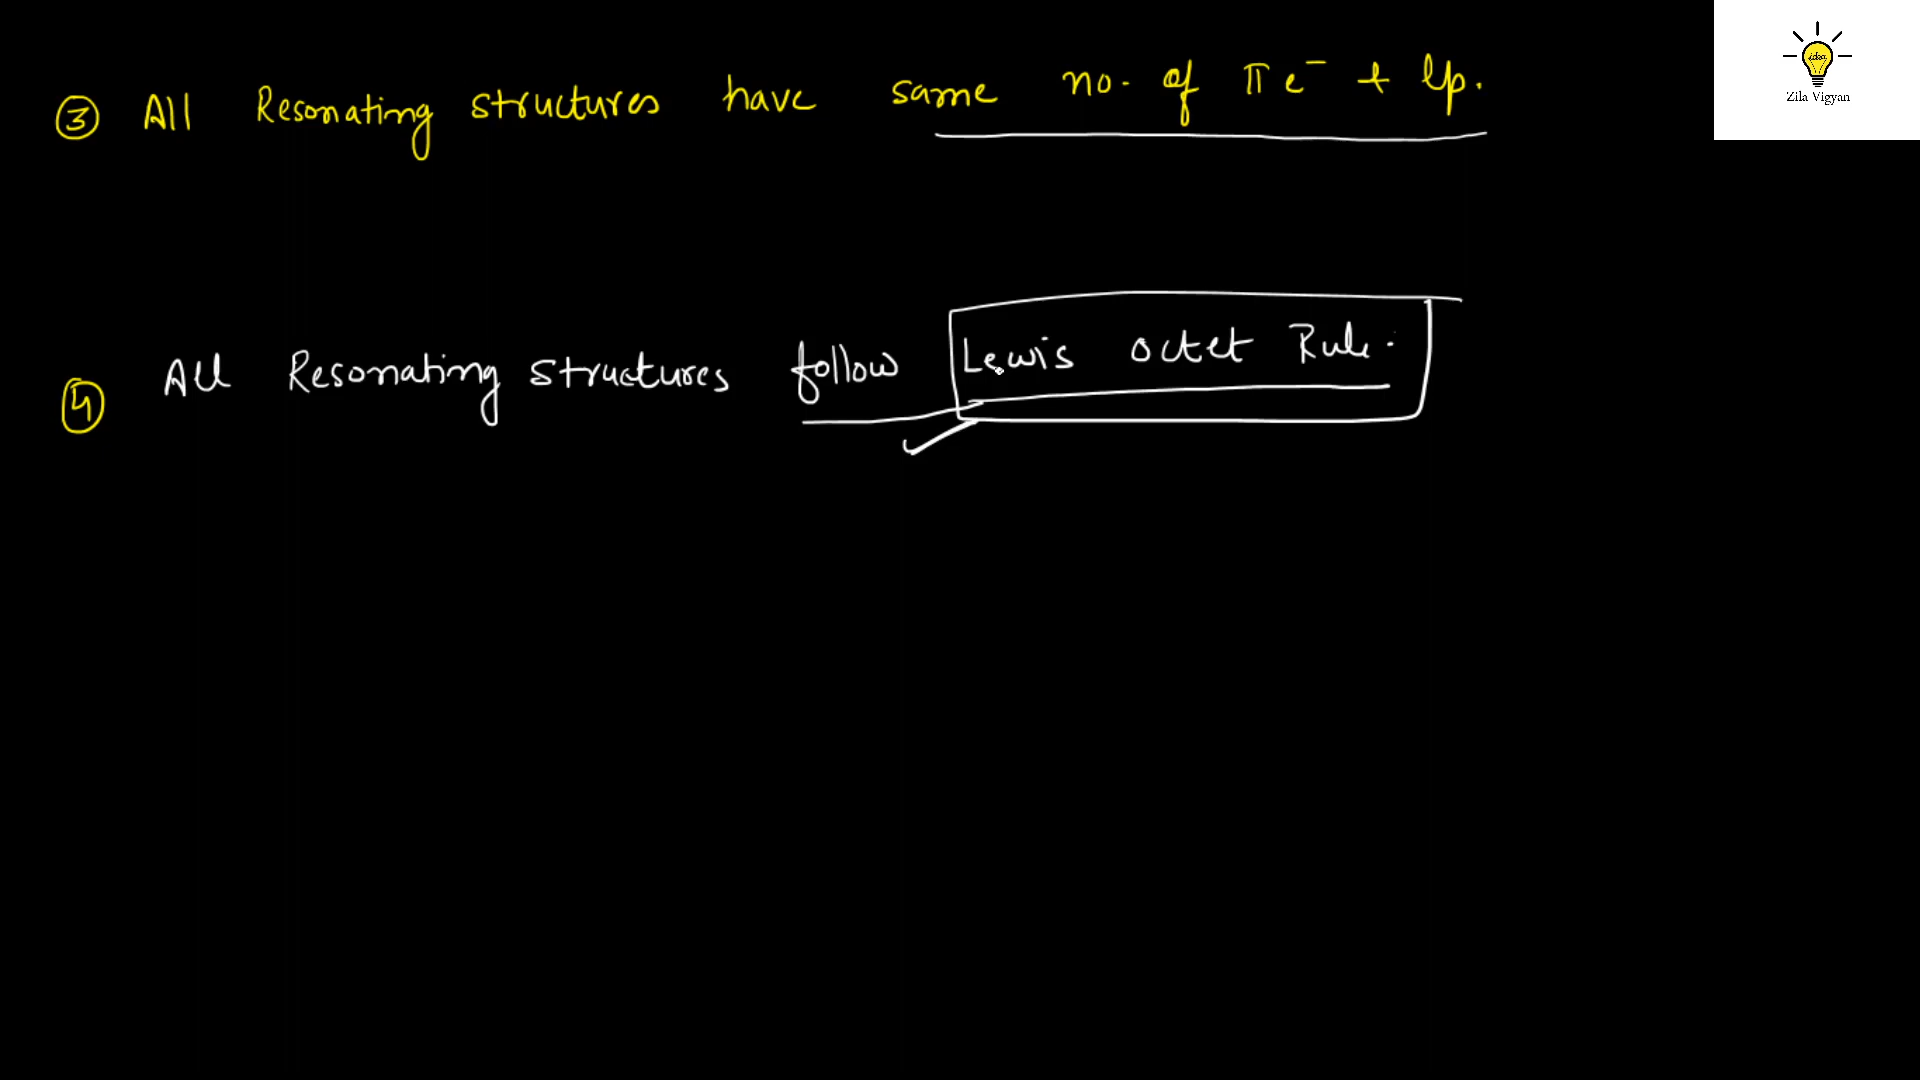 ③ All Resonating structures have same no. of π e⁻ + lp.
④ All Resonating structures follow Lewis octet Rule.
idea
Zila Vigyan